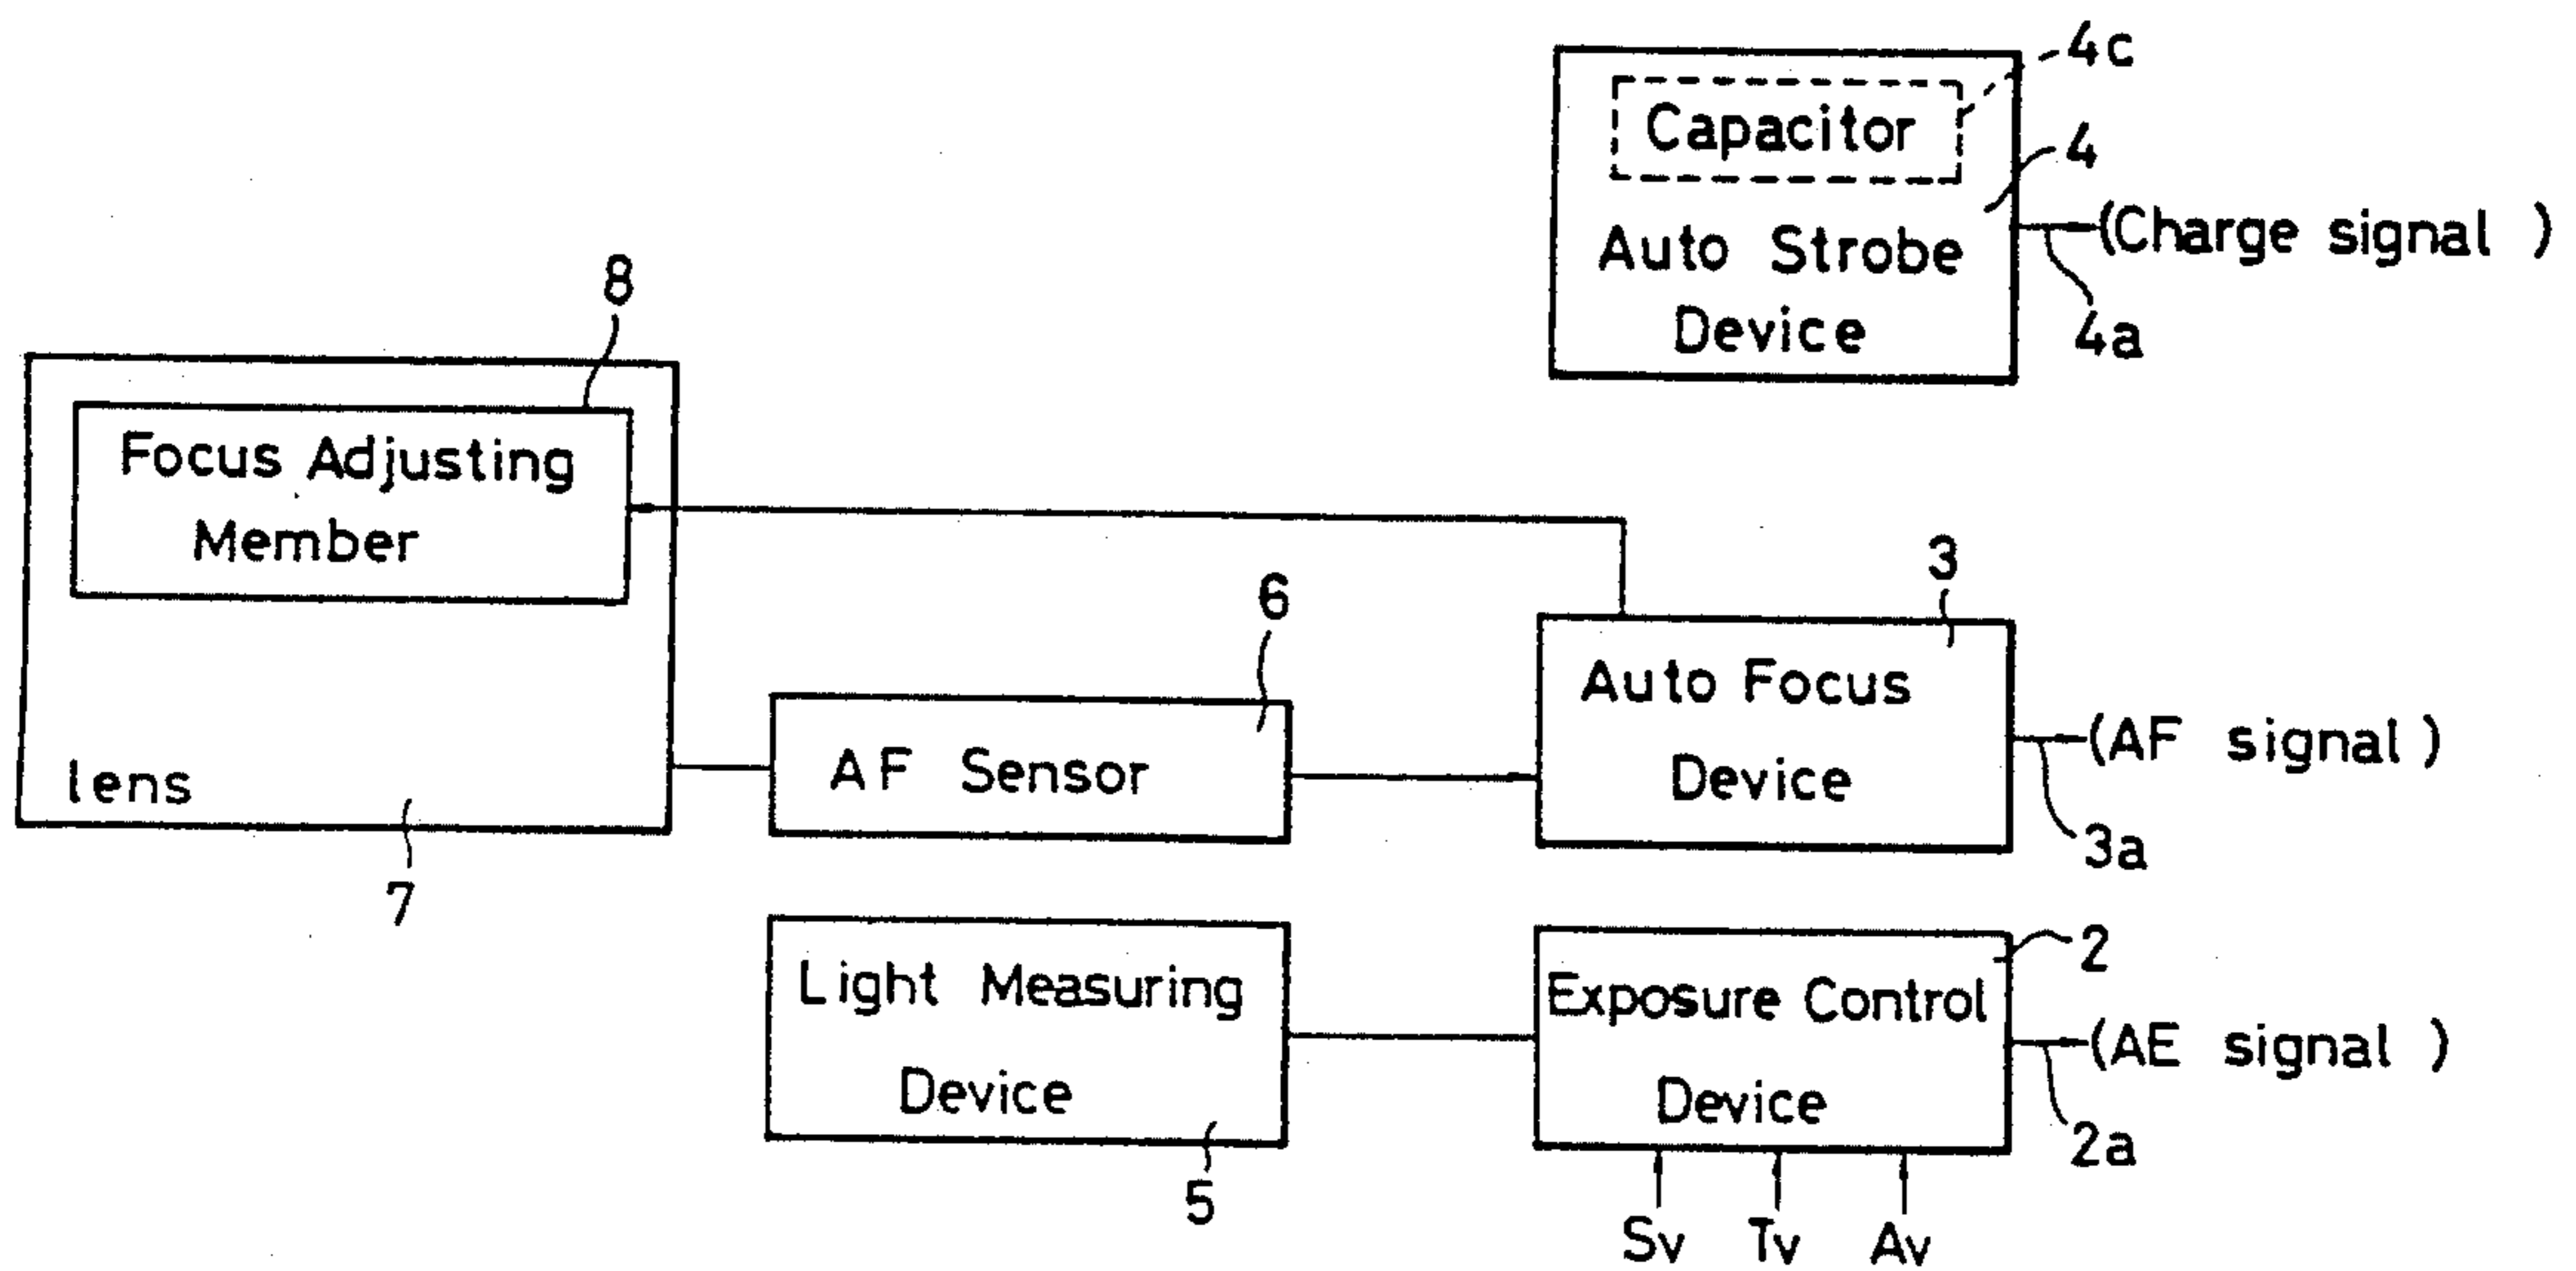 4c
Capacitor
4
Auto Strobe
Device
(Charge signal )
4a
8
Focus Adjusting
Member
lens
7
6
AF Sensor
3
Auto Focus
Device
(AF signal)
3a
Light Measuring
Device
5
2
Exposure Control
Device
(AE signal )
2a
Sv Tv Av